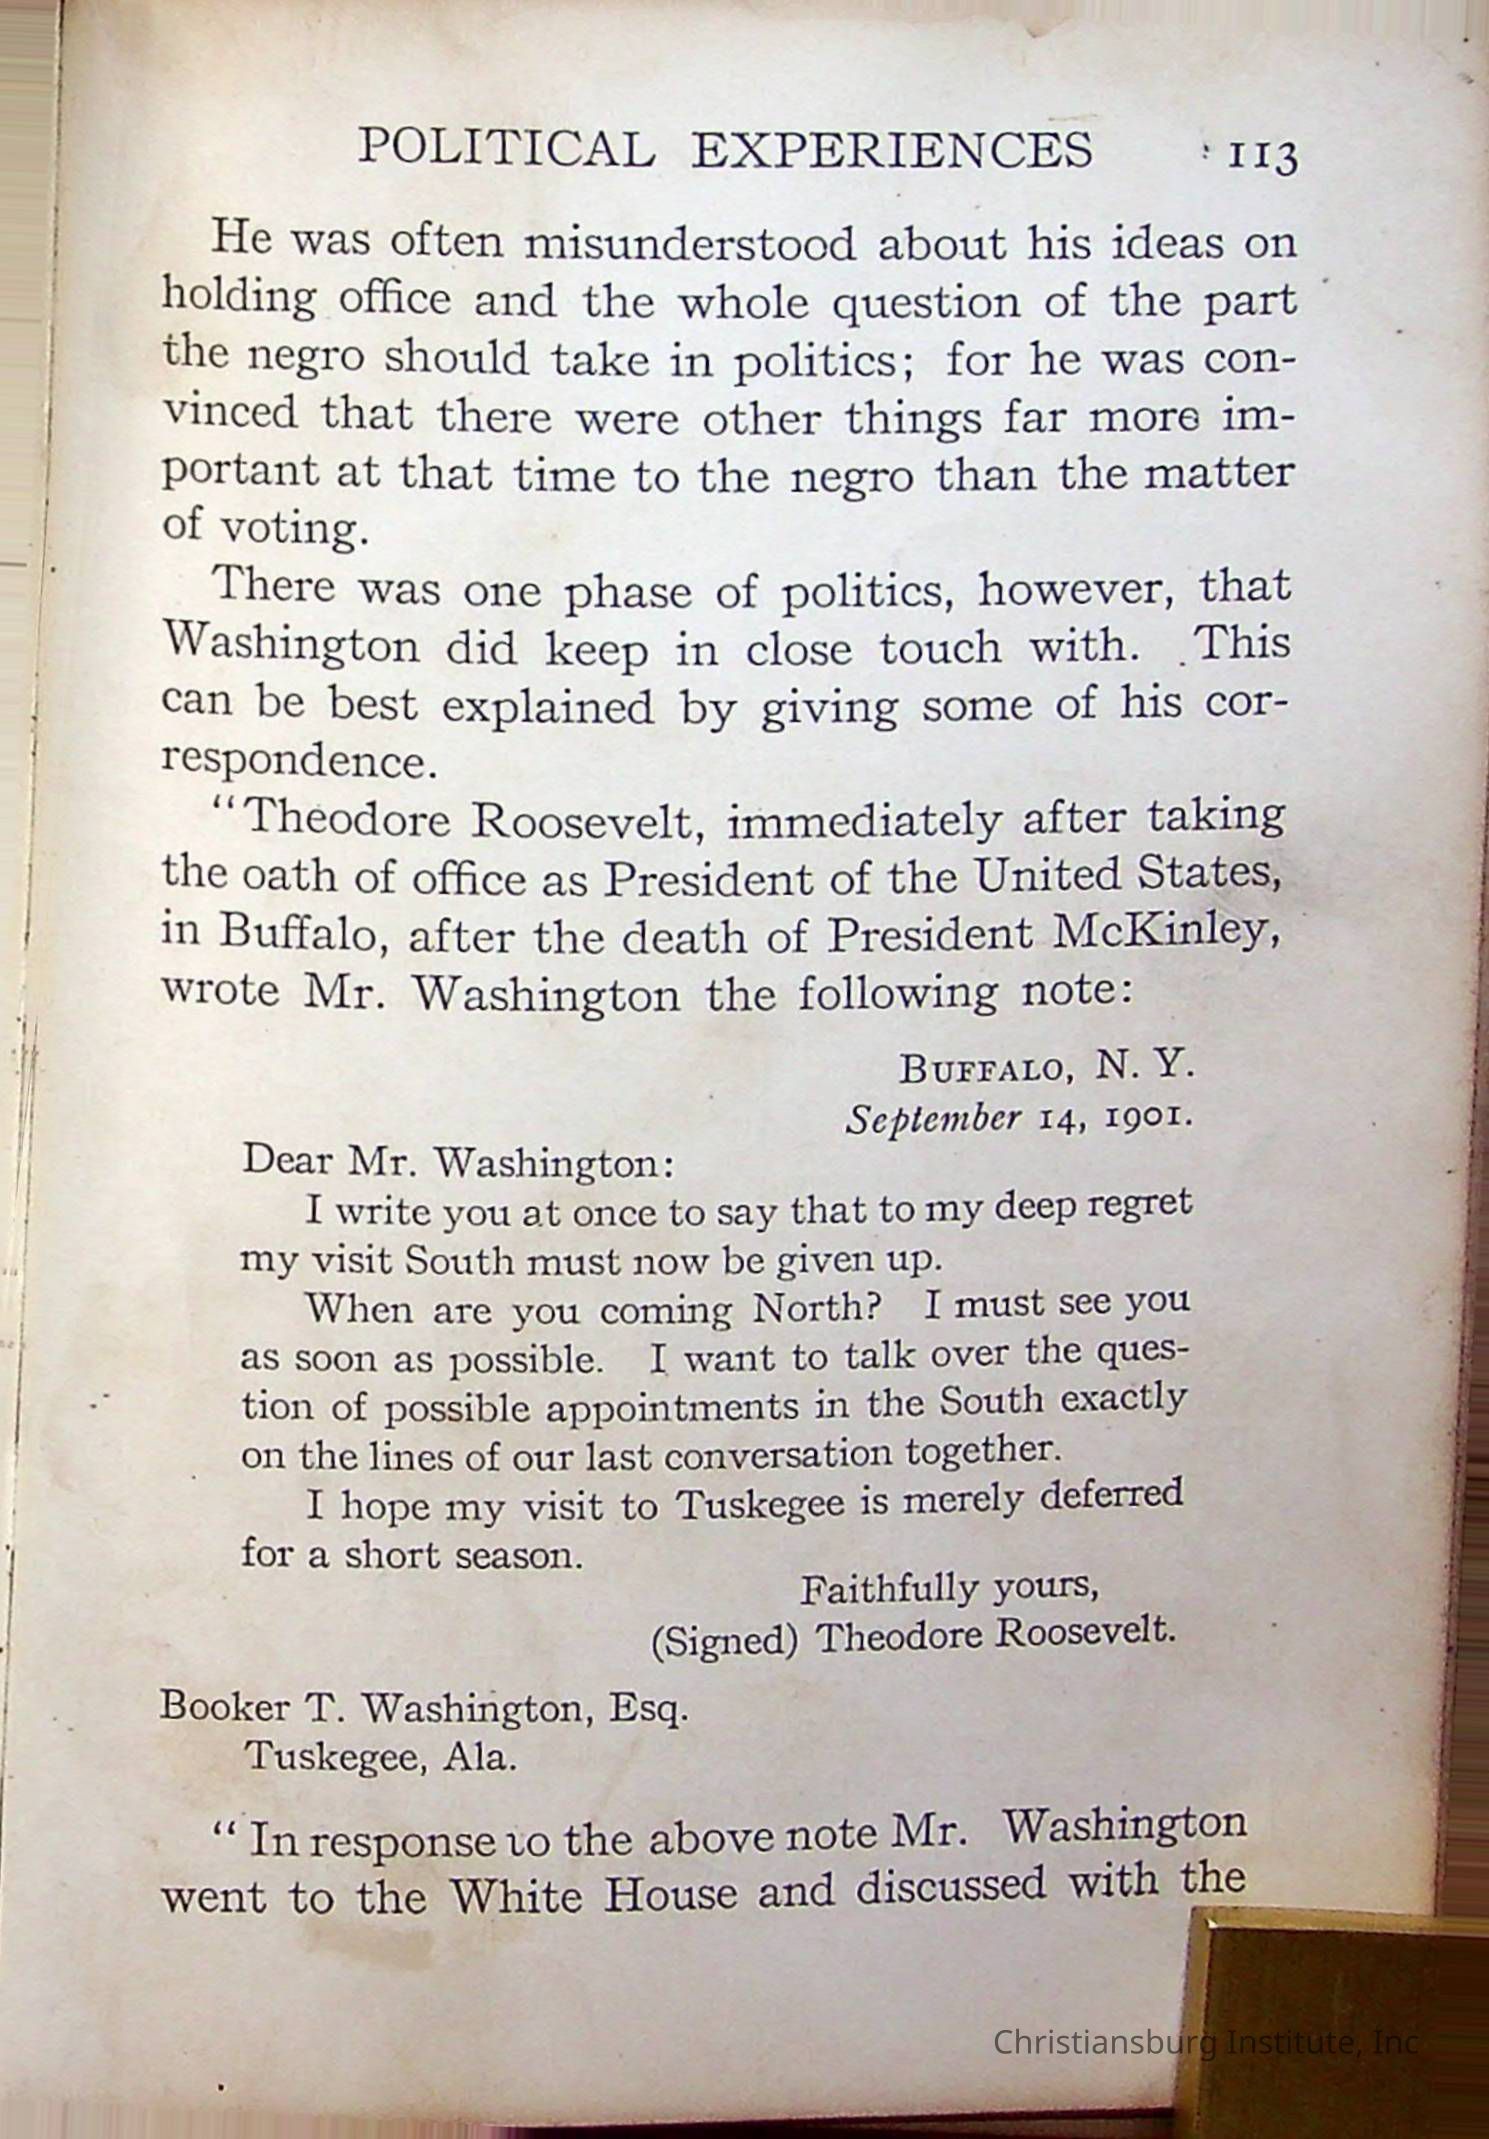 POLITICAL EXPERIENCES 113
He was often misunderstood about his ideas on
holding office and the whole question of the part
the negro should take in politics; for he was con-
vinced that there were other things far more im-
portant at that time to the negro than the matter
of voting.
There was one phase of politics, however, that
Washington did keep in close touch with. This
can be best explained by giving some of his cor-
respondence.
"Theodore Roosevelt, immediately after taking
the oath of office as President of the United States,
in Buffalo, after the death of President McKinley,
wrote Mr. Washington the following note:
BUFFALO, N. Y.
September 14, 1901.
Dear Mr. Washington:
I write you at once to say that to my deep regret
my visit South must now be given up.
When are you coming North? I must see you
as soon as possible. I want to talk over the ques-
tion of possible appointments in the South exactly
on the lines of our last conversation together.
I hope my visit to Tuskegee is merely deferred
for a short season.
Faithfully yours,
(Signed) Theodore Roosevelt.
Booker T. Washington, Esq.
Tuskegee, Ala.
"In response to the above note Mr. Washington
went to the White House and discussed with the
Christiansburg Institute, Inc